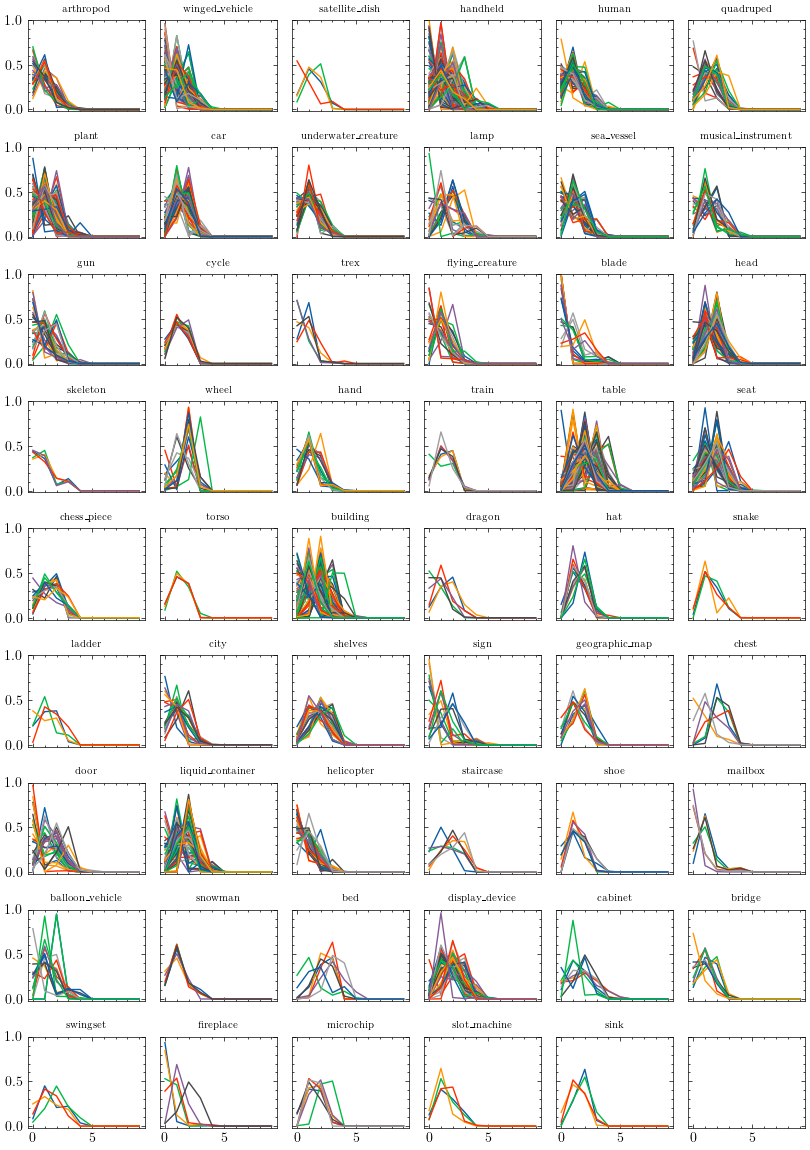 arthropod winged_vehicle satellite_dish handheld human quadruped
1.0
0.5
0.0
plant car underwater_creature lamp sea_vessel musical_instrument
1.0
0.5
0.0
gun cycle trex flying_creature blade head
1.0
0.5
0.0
skeleton wheel hand train table seat
1.0
0.5
0.0
chess_piece torso building dragon hat snake
1.0
0.5
0.0
ladder city shelves sign geographic_map chest
1.0
0.5
0.0
door liquid_container helicopter staircase shoe mailbox
1.0
0.5
0.0
balloon_vehicle snowman bed display_device cabinet bridge
1.0
0.5
0.0
swingset fireplace microchip slot_machine sink
1.0
0.5
0.0
0 5 0 5 0 5 0 5 0 5 0 5